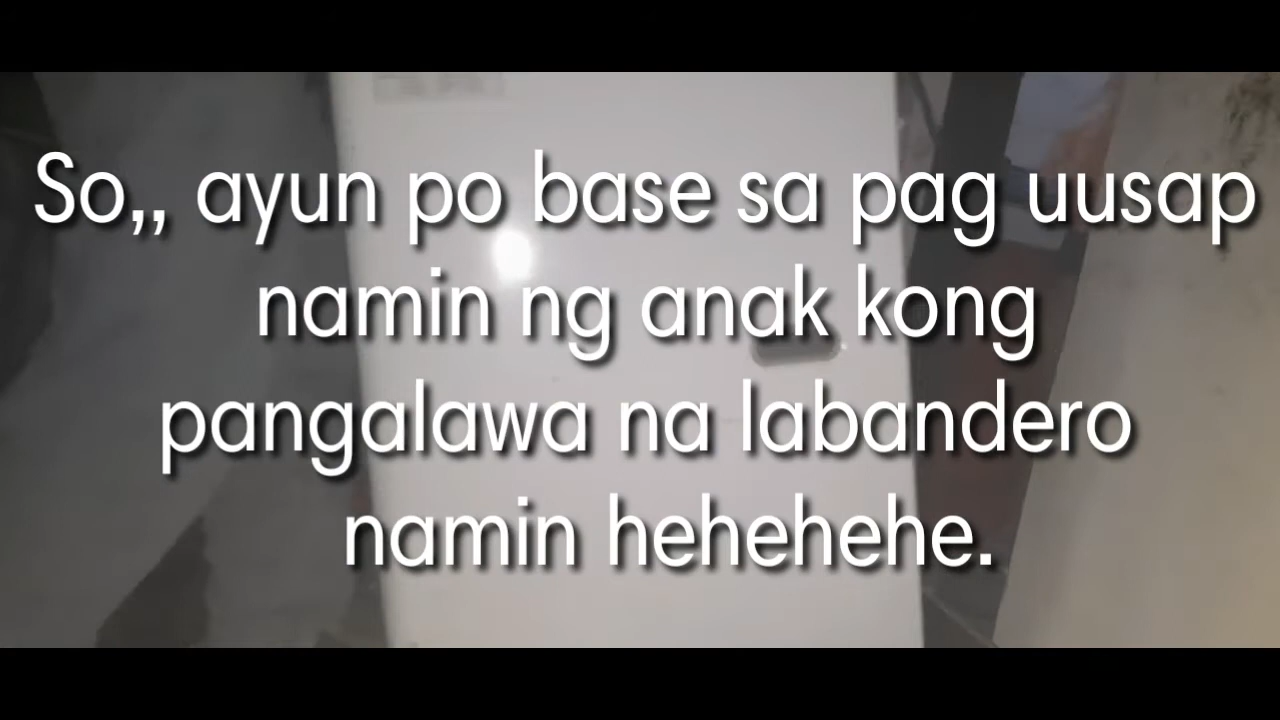 So,, ayun po base sa pag uusap
namin ng anak kong
pangalawa na labandero
namin hehehehe.